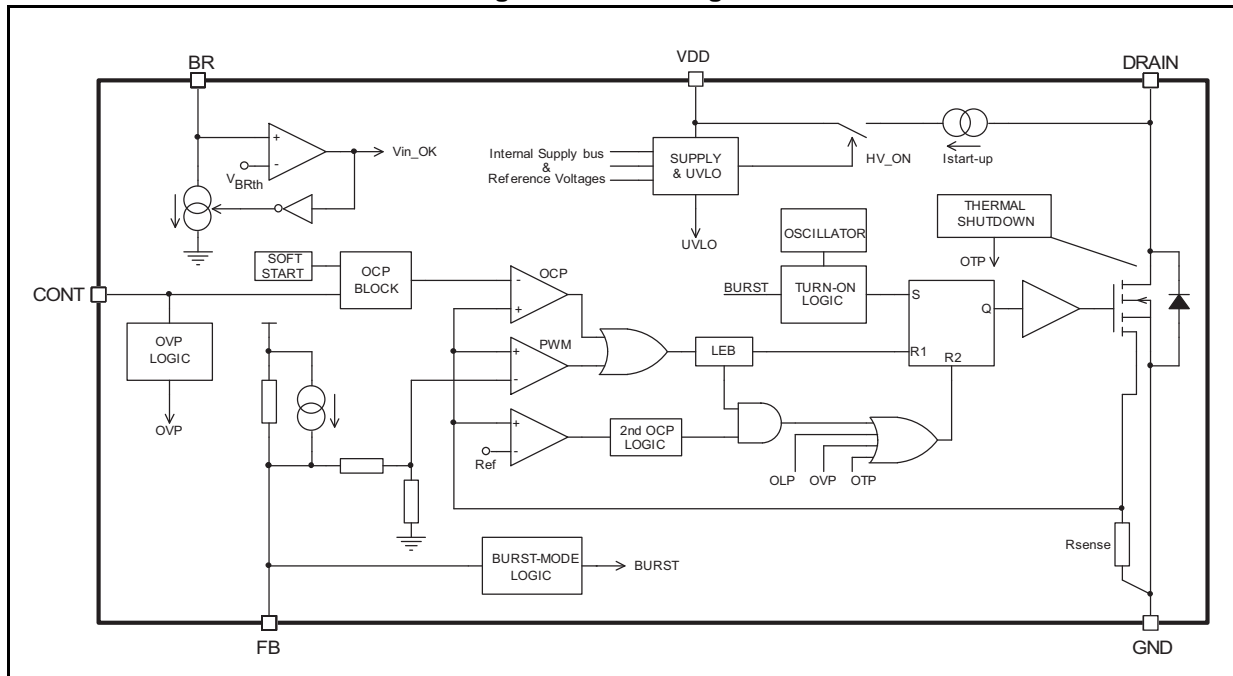 BR
VDD
DRAIN
+
-
Vin_OK
VBRth
Internal Supply bus
&
Reference Voltages
SUPPLY
& UVLO
HV_ON
Istart-up
UVLO
THERMAL
SHUTDOWN
OTP
OSCILLATOR
SOFT
START
OCP
BLOCK
OCP
-
+
CONT
BURST
TURN-ON
LOGIC
S
Q
R1
R2
OVP
LOGIC
OVP
PWM
+
-
LEB
+
-
Ref
2nd OCP
LOGIC
OLP
OVP
OTP
Rsense
BURST-MODE
LOGIC
BURST
FB
GND